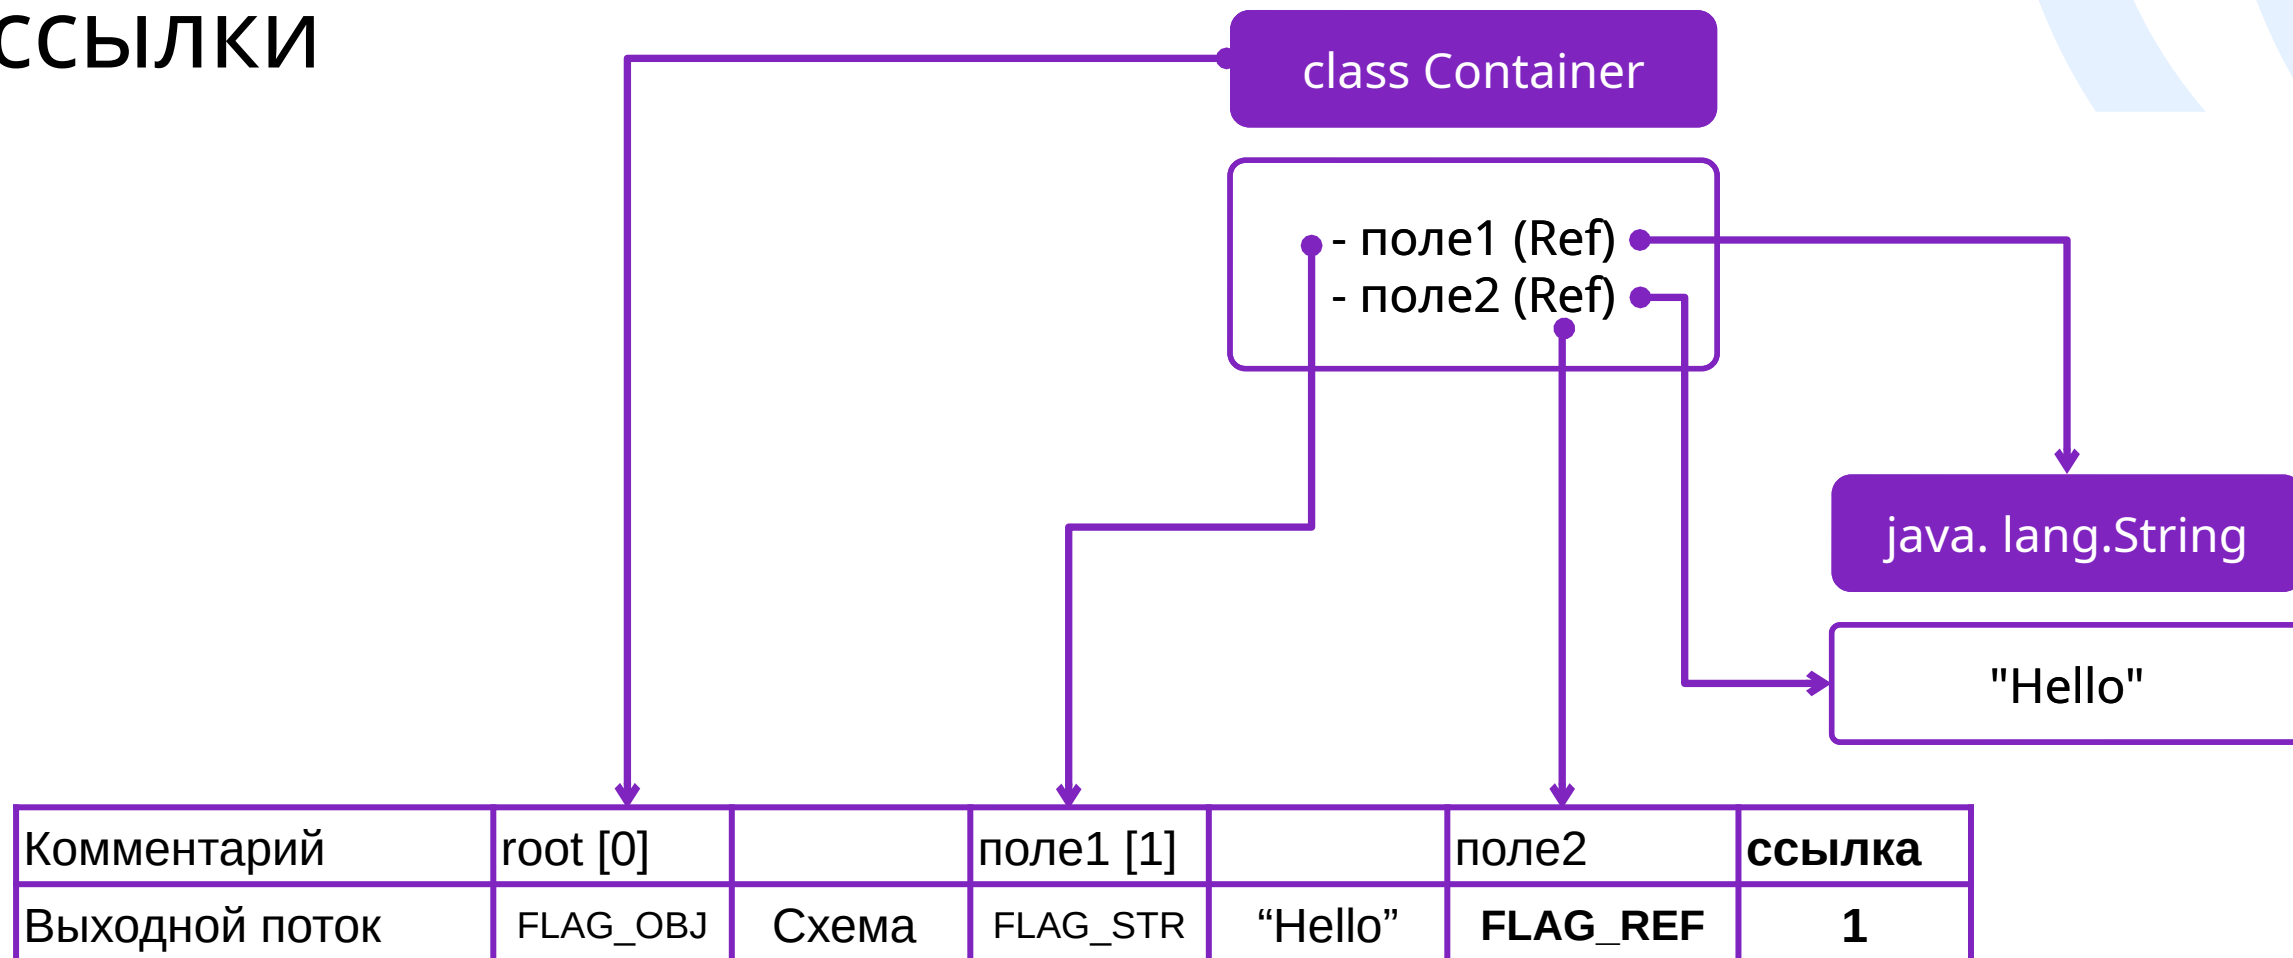 ссылки
class Container
- поле1 (Ref)
- поле2 (Ref)
java. lang.String
"Hello"
Комментарий root [0] поле1 [1] поле2 ссылка
Выходной поток FLAG_OBJ Схема FLAG_STR “Hello” FLAG_REF 1